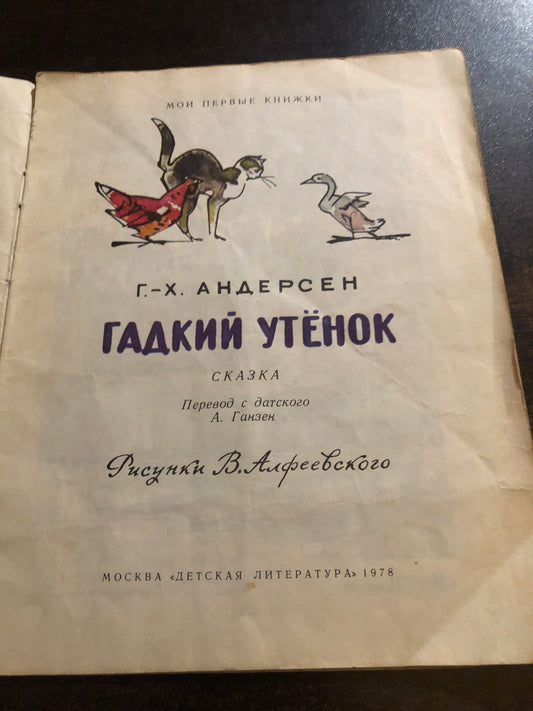 МОИ ПЕРВЫЕ КНИЖКИ
Г.-Х. АНДЕРСЕН
ГАДКИЙ УТЁНОК
СКАЗКА
Перевод с датского
А. Ганзен
Рисунки В. Алфеевского
МОСКВА «ДЕТСКАЯ ЛИТЕРАТУРА» 1978